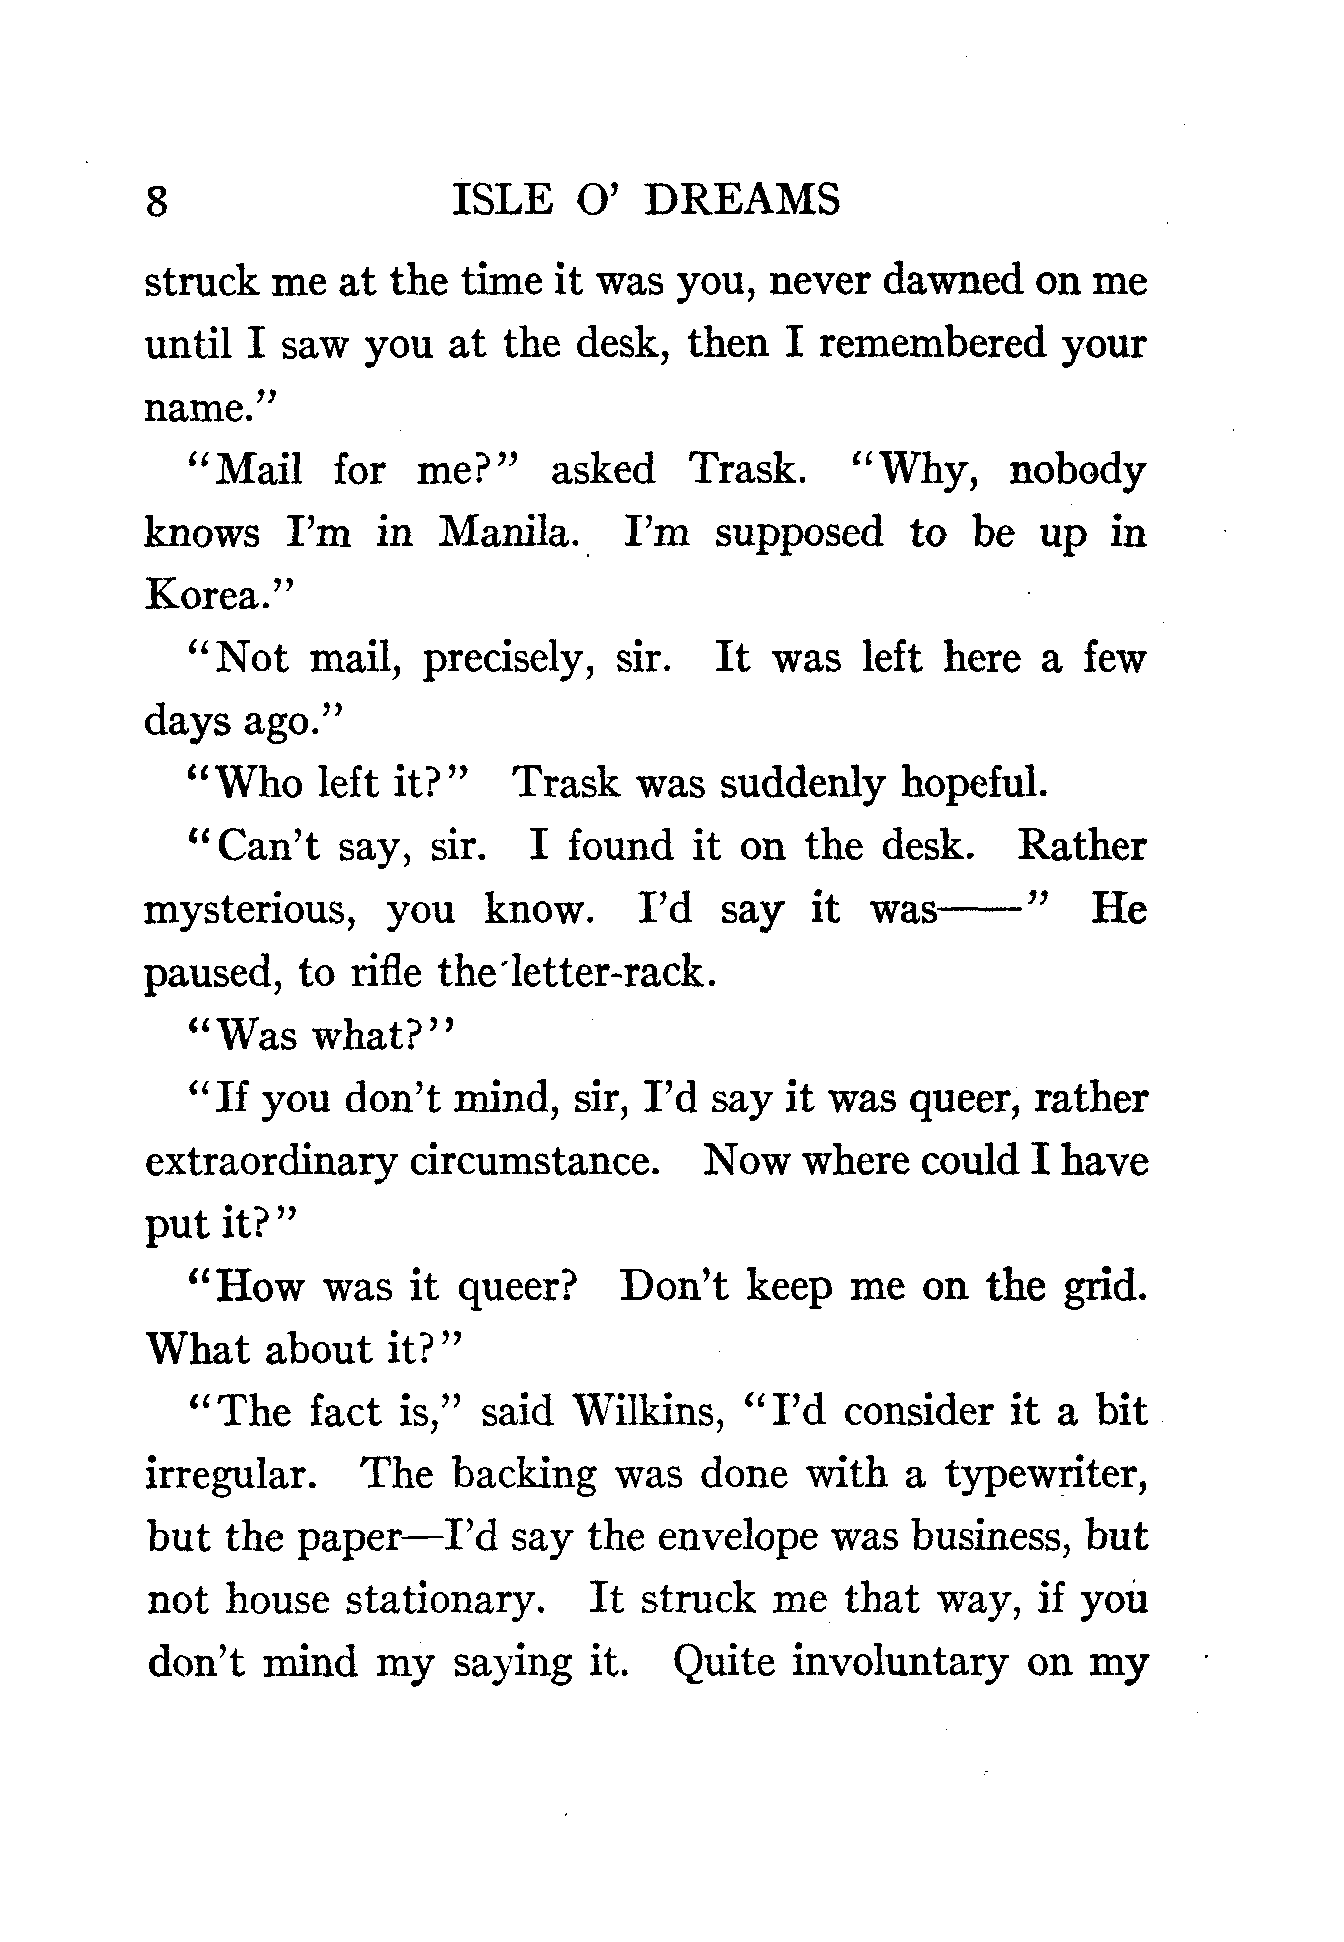 8 ISLE O' DREAMS
struck me at the time it was you, never dawned on me
until I saw you at the desk, then I remembered your
name."
"Mail for me?" asked Trask. "Why, nobody
knows I'm in Manila. I'm supposed to be up in
Korea."
"Not mail, precisely, sir. It was left here a few
days ago."
"Who left it?" Trask was suddenly hopeful.
"Can't say, sir. I found it on the desk. Rather
mysterious, you know. I'd say it was——" He
paused, to rifle the letter-rack.
"Was what?"
"If you don't mind, sir, I'd say it was queer, rather
extraordinary circumstance. Now where could I have
put it?"
"How was it queer? Don't keep me on the grid.
What about it?"
"The fact is," said Wilkins, "I'd consider it a bit
irregular. The backing was done with a typewriter,
but the paper—I'd say the envelope was business, but
not house stationary. It struck me that way, if you
don't mind my saying it. Quite involuntary on my